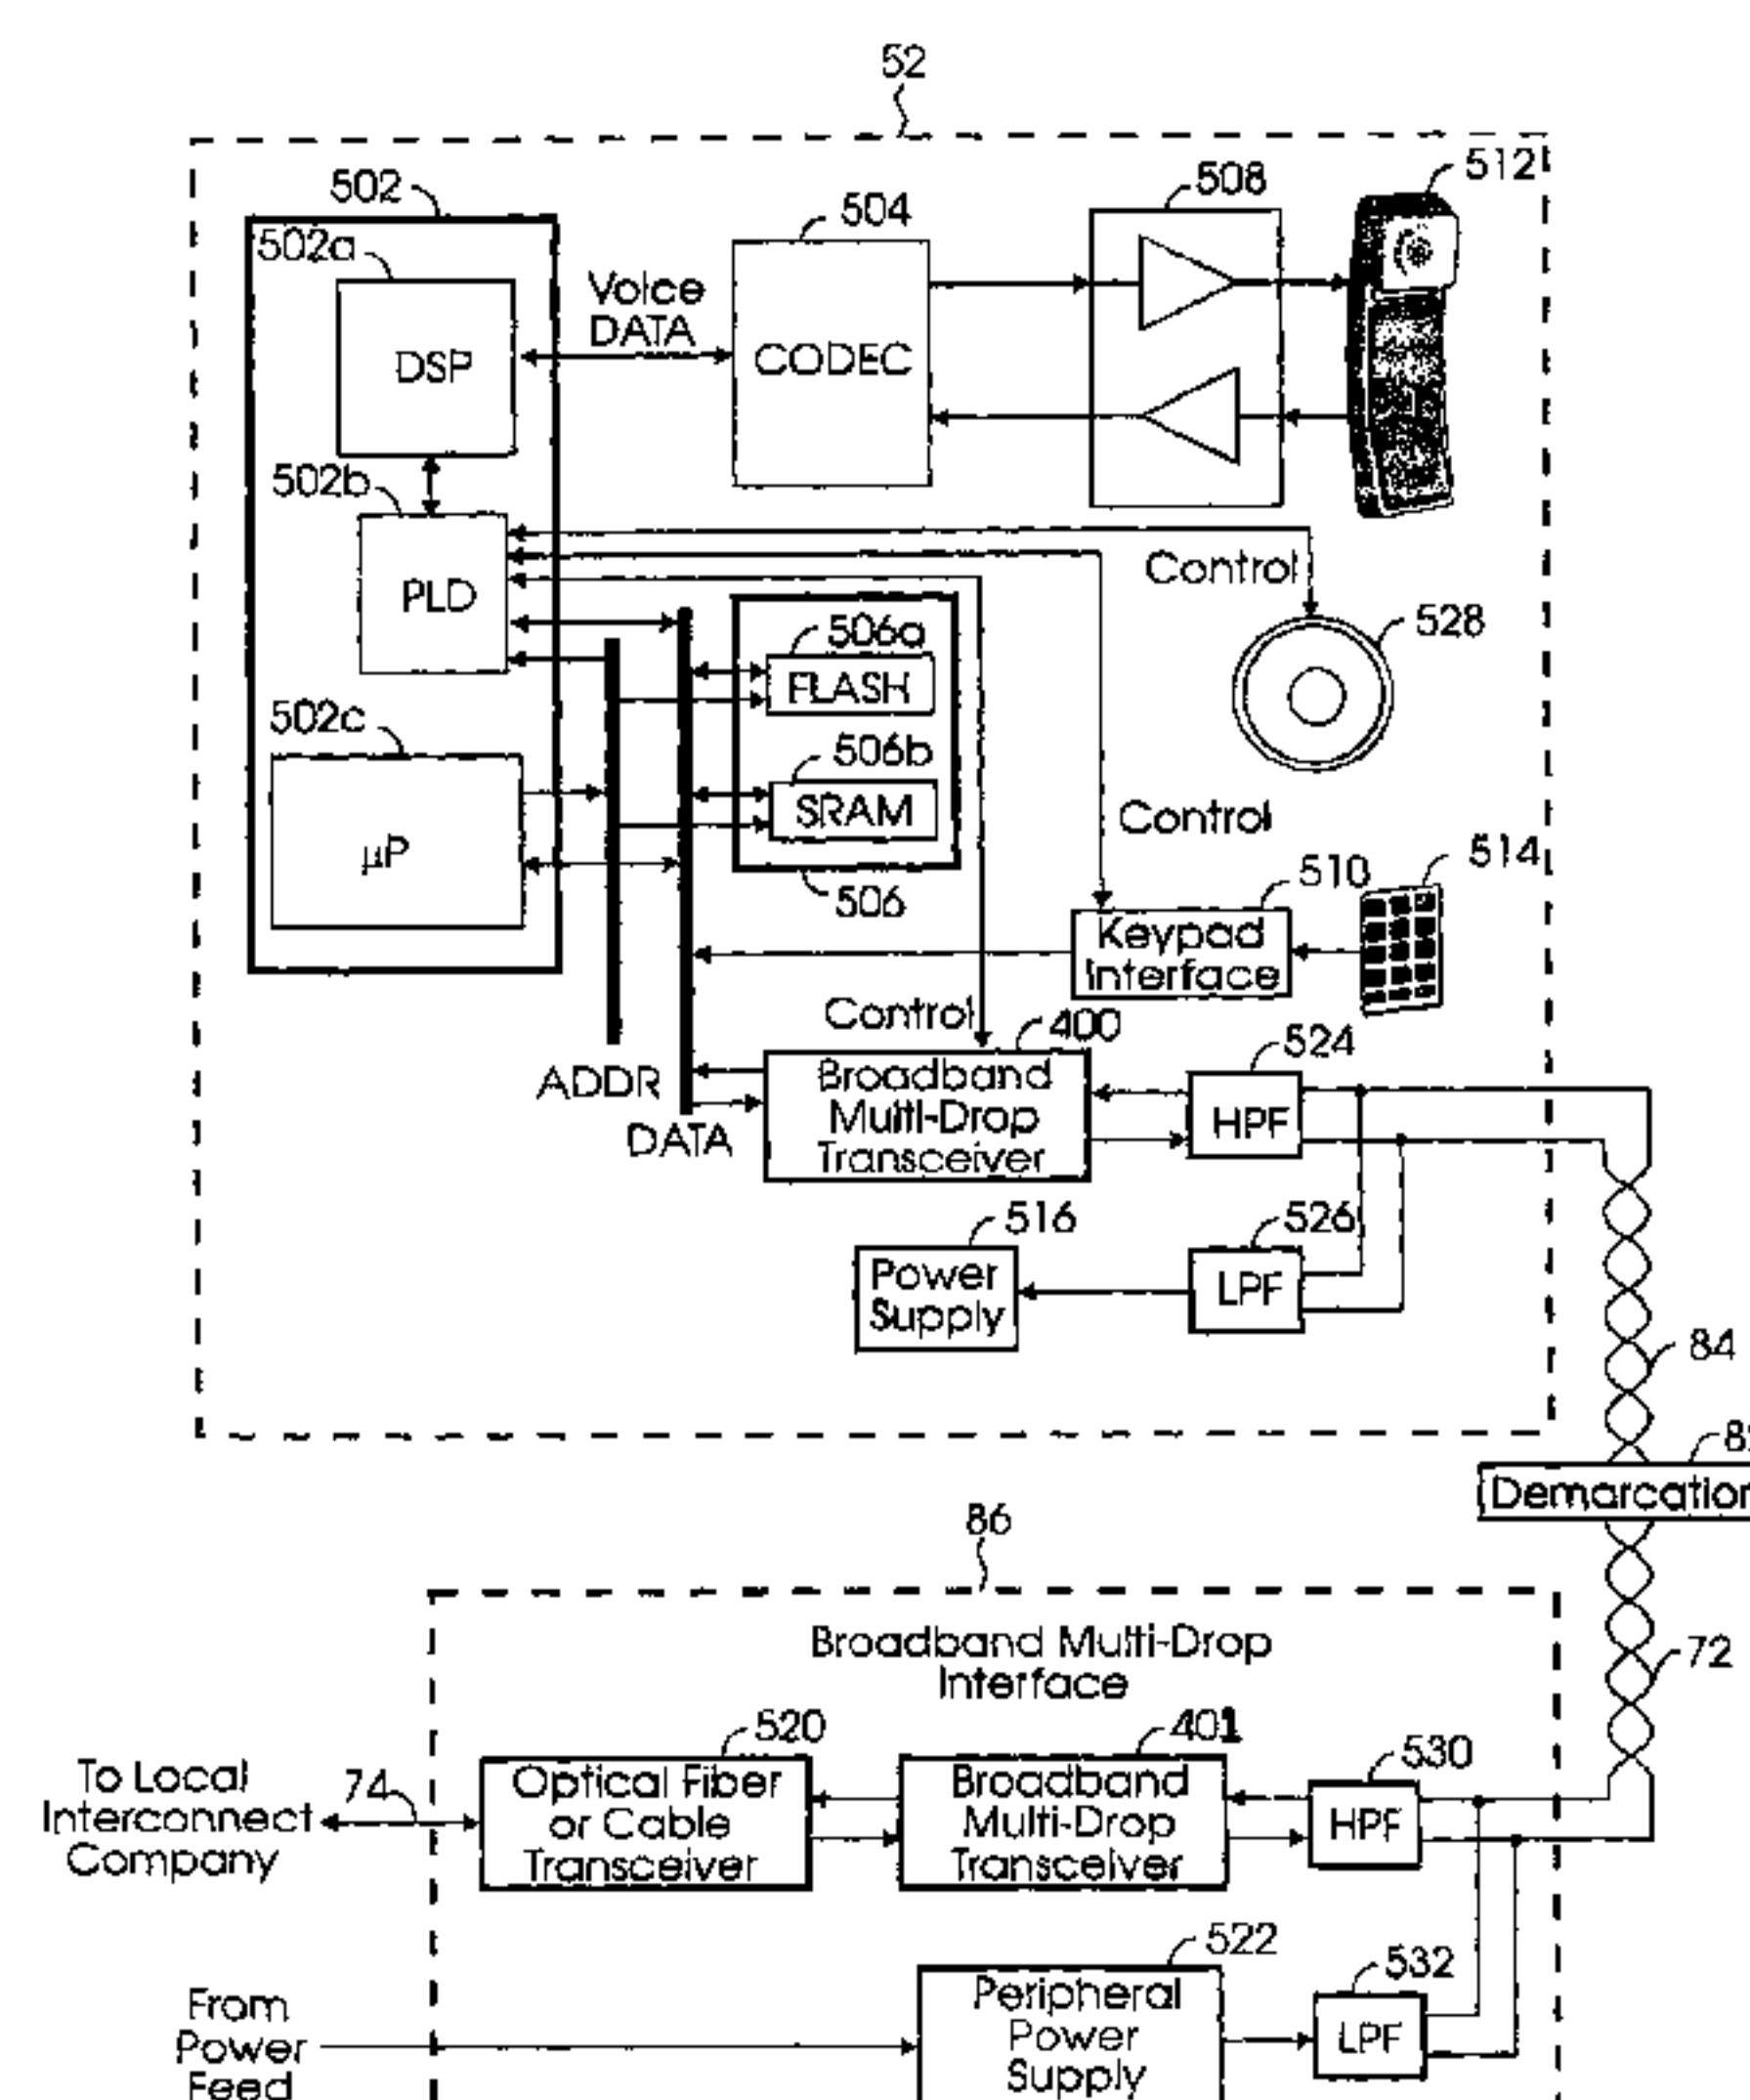 52
512
502
508
504
502a
Voice
DATA
DSP
CODEC
502b
Control
PLD
506a
528
FLASH
502c
506b
SRAM
Control
μP
514
510
506
Keypad
Interface
Control
400
524
ADDR
Broadband
Multi-Drop
Transceiver
HPF
DATA
516
526
Power
Supply
LPF
84
Demarcation
86
Broadband Multi-Drop
Interface
72
520
401
530
To Local
Interconnect
Company
74
Optical Fiber
or Cable
Transceiver
Broadband
Multi-Drop
Transceiver
HPF
522
532
From
Power
Feed
Peripheral
Power
Supply
LPF